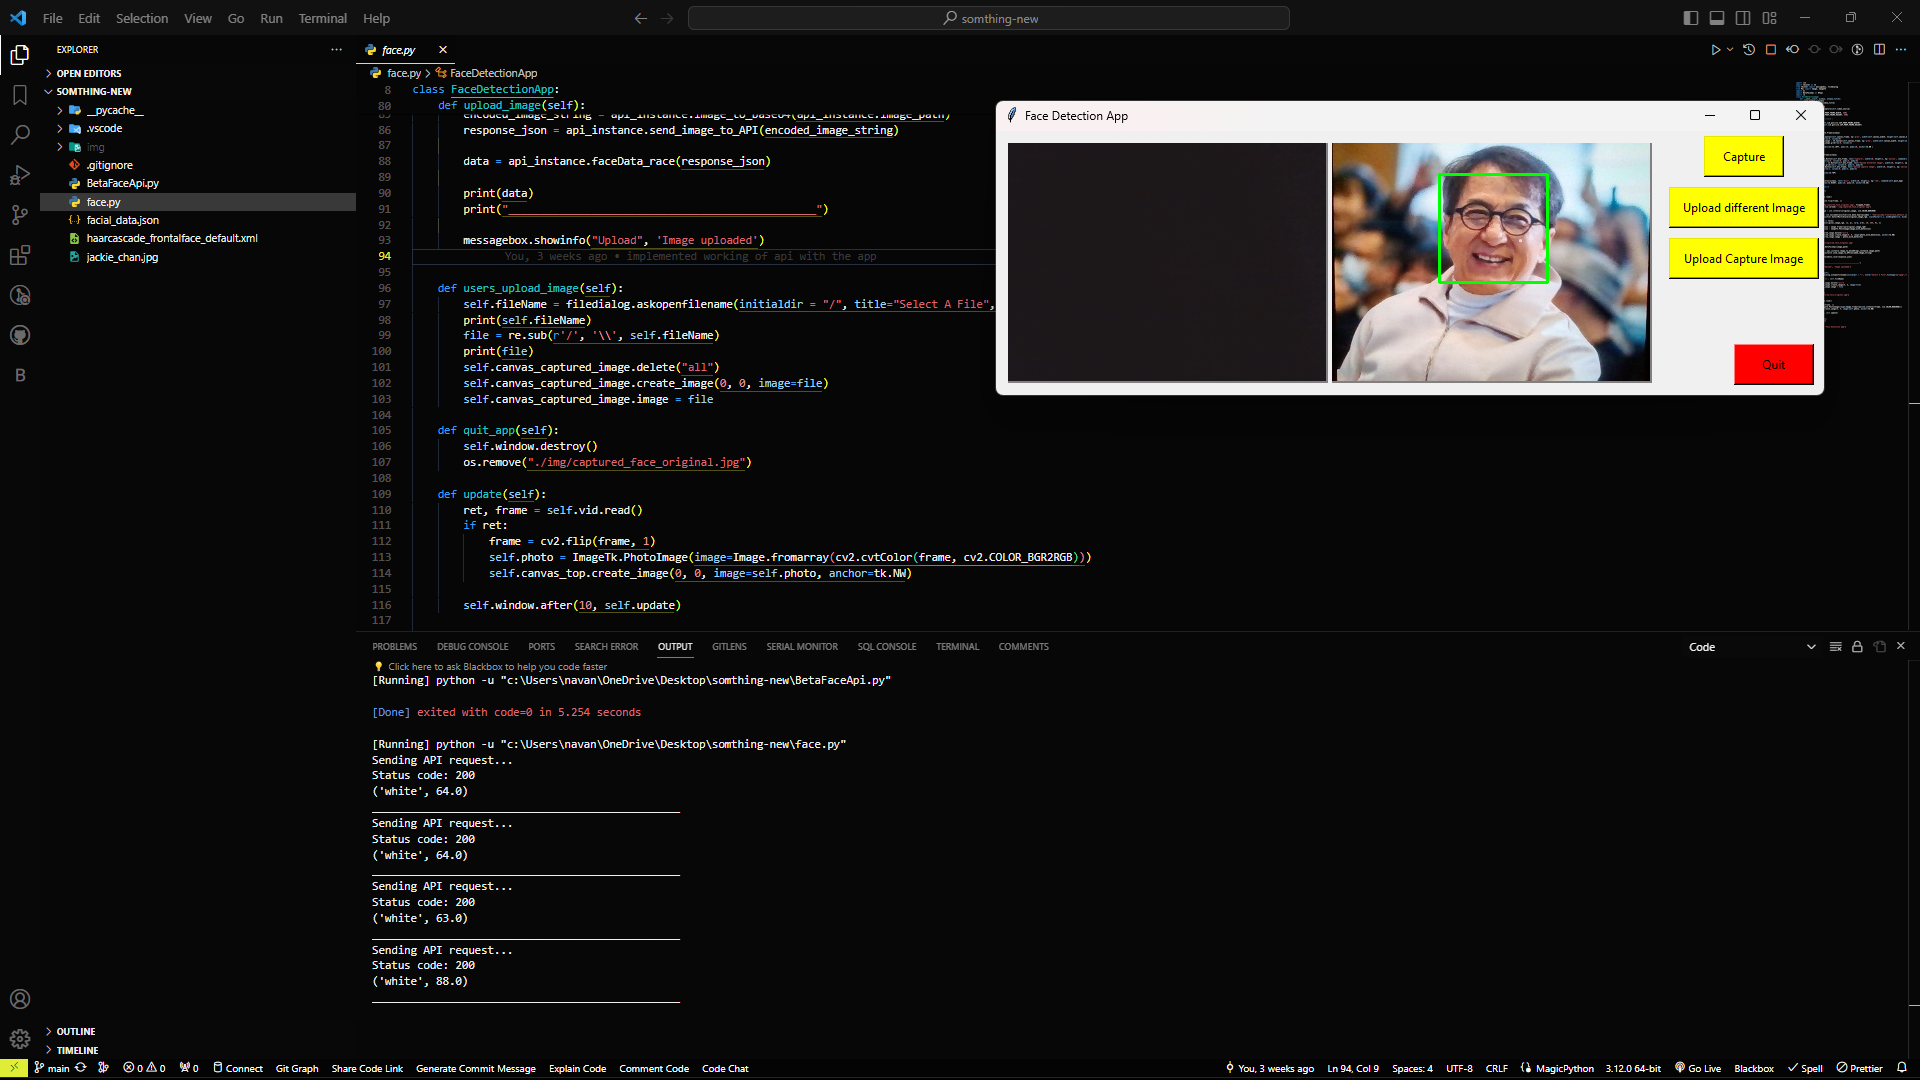 File Edit Selection View Go Run Terminal Help
somthing-new
EXPLORER
OPEN EDITORS
SOMTHING-NEW
__pycache__
.vscode
img
.gitignore
BetaFaceApi.py
face.py
facial_data.json
haarcascade_frontalface_default.xml
jackie_chan.jpg
OUTLINE
TIMELINE
face.py
face.py > FaceDetectionApp
8 class FaceDetectionApp:
80 def upload_image(self):
85 encoded_image_string = api_instance.image_to_base64(api_instance.image_path)
86 response_json = api_instance.send_image_to_API(encoded_image_string)
87
88 data = api_instance.faceData_race(response_json)
89
90 print(data)
91 print("________________________________________________")
92
93 messagebox.showinfo("Upload", 'Image uploaded')
94 You, 3 weeks ago • implemented working of api with the app
95
96 def users_upload_image(self):
97 self.fileName = filedialog.askopenfilename(initialdir = "/", title="Select A File",
98 print(self.fileName)
99 file = re.sub(r'/', '\\', self.fileName)
100 print(file)
101 self.canvas_captured_image.delete("all")
102 self.canvas_captured_image.create_image(0, 0, image=file)
103 self.canvas_captured_image.image = file
104
105 def quit_app(self):
106 self.window.destroy()
107 os.remove("./img/captured_face_original.jpg")
108
109 def update(self):
110 ret, frame = self.vid.read()
111 if ret:
112 frame = cv2.flip(frame, 1)
113 self.photo = ImageTk.PhotoImage(image=Image.fromarray(cv2.cvtColor(frame, cv2.COLOR_BGR2RGB)))
114 self.canvas_top.create_image(0, 0, image=self.photo, anchor=tk.NW)
115
116 self.window.after(10, self.update)
117
Face Detection App
Capture
Upload different Image
Upload Capture Image
Quit
PROBLEMS DEBUG CONSOLE PORTS SEARCH ERROR OUTPUT GITLENS SERIAL MONITOR SQL CONSOLE TERMINAL COMMENTS
Code
Click here to ask Blackbox to help you code faster
[Running] python -u "c:\Users\navan\OneDrive\Desktop\somthing-new\BetaFaceApi.py"
[Done] exited with code=0 in 5.254 seconds
[Running] python -u "c:\Users\navan\OneDrive\Desktop\somthing-new\face.py"
Sending API request...
Status code: 200
('white', 64.0)
________________________________________________
Sending API request...
Status code: 200
('white', 64.0)
________________________________________________
Sending API request...
Status code: 200
('white', 63.0)
________________________________________________
Sending API request...
Status code: 200
('white', 88.0)
________________________________________________
main 0 0 0 Connect Git Graph Share Code Link Generate Commit Message Explain Code Comment Code Code Chat
You, 3 weeks ago Ln 94, Col 9 Spaces: 4 UTF-8 CRLF MagicPython 3.12.0 64-bit Go Live Blackbox Spell Prettier